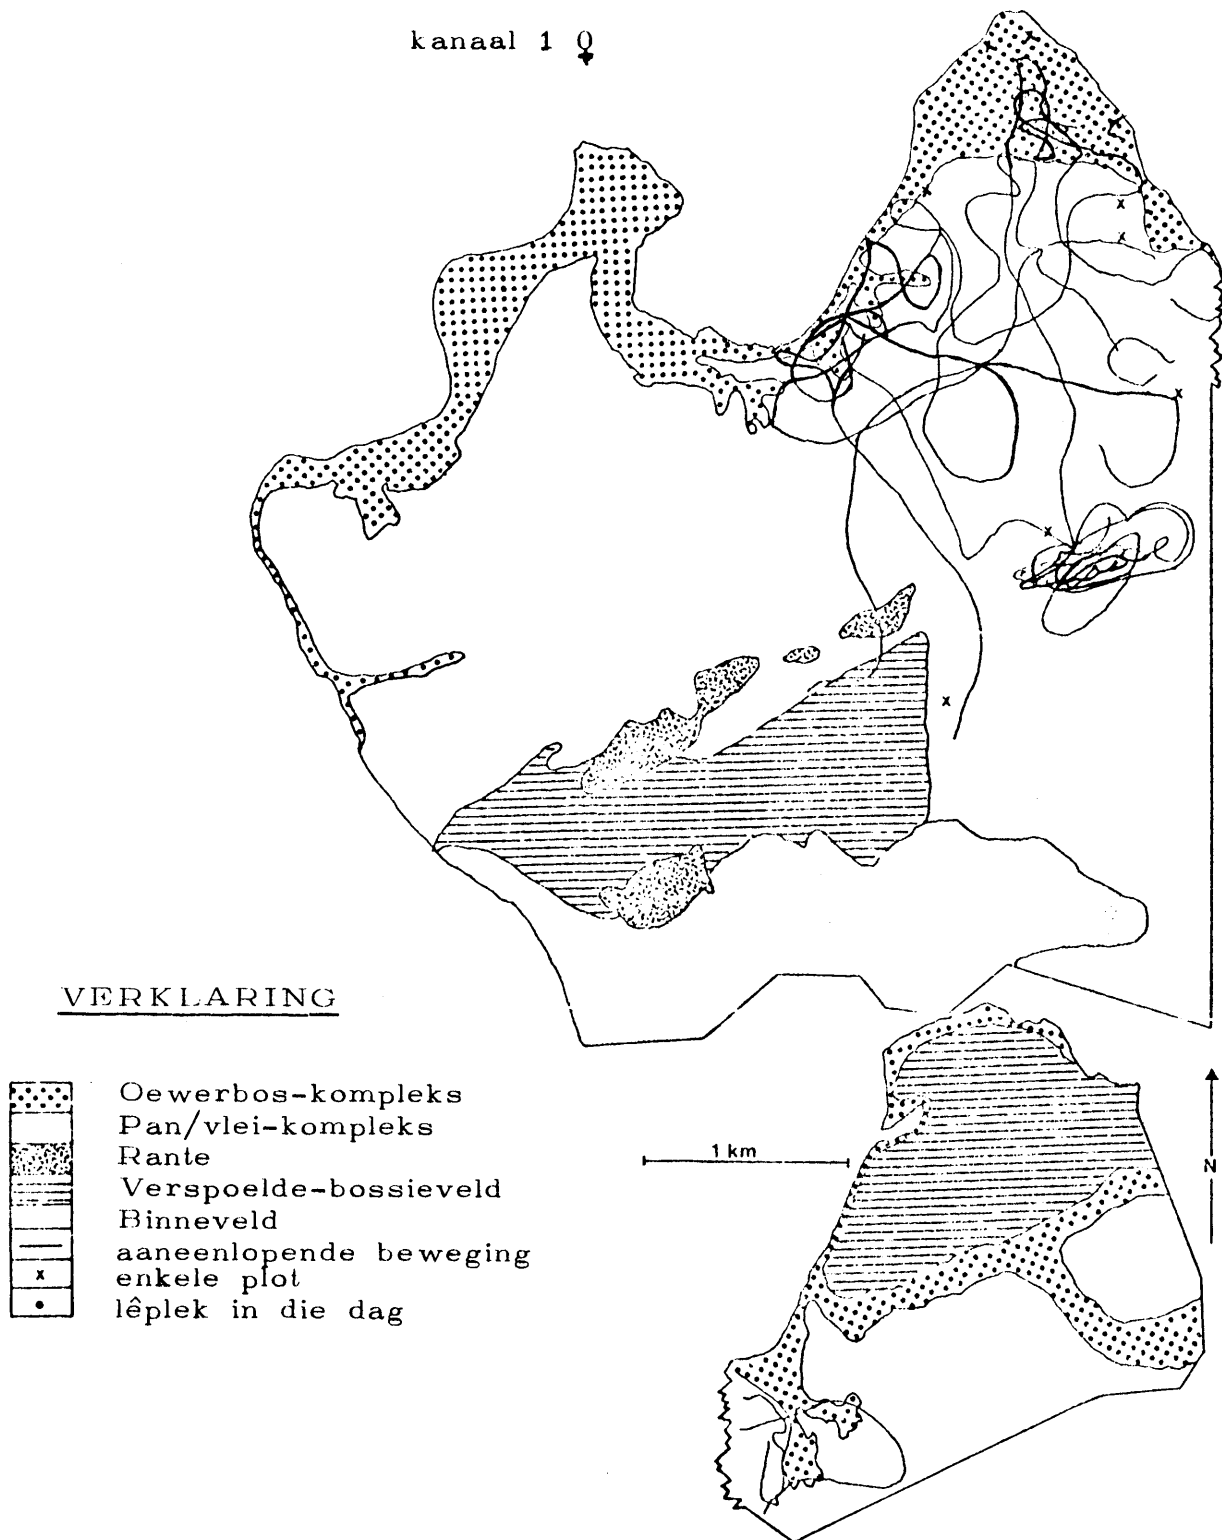 kanaal 1 ♀
VERKLARING
Oewerbos-kompleks
Pan/vlei-kompleks
Rante
Verspoelde-bossieveld
Binneveld
aaneenlopende beweging
x enkele plot
lêplek in die dag
1 km
N